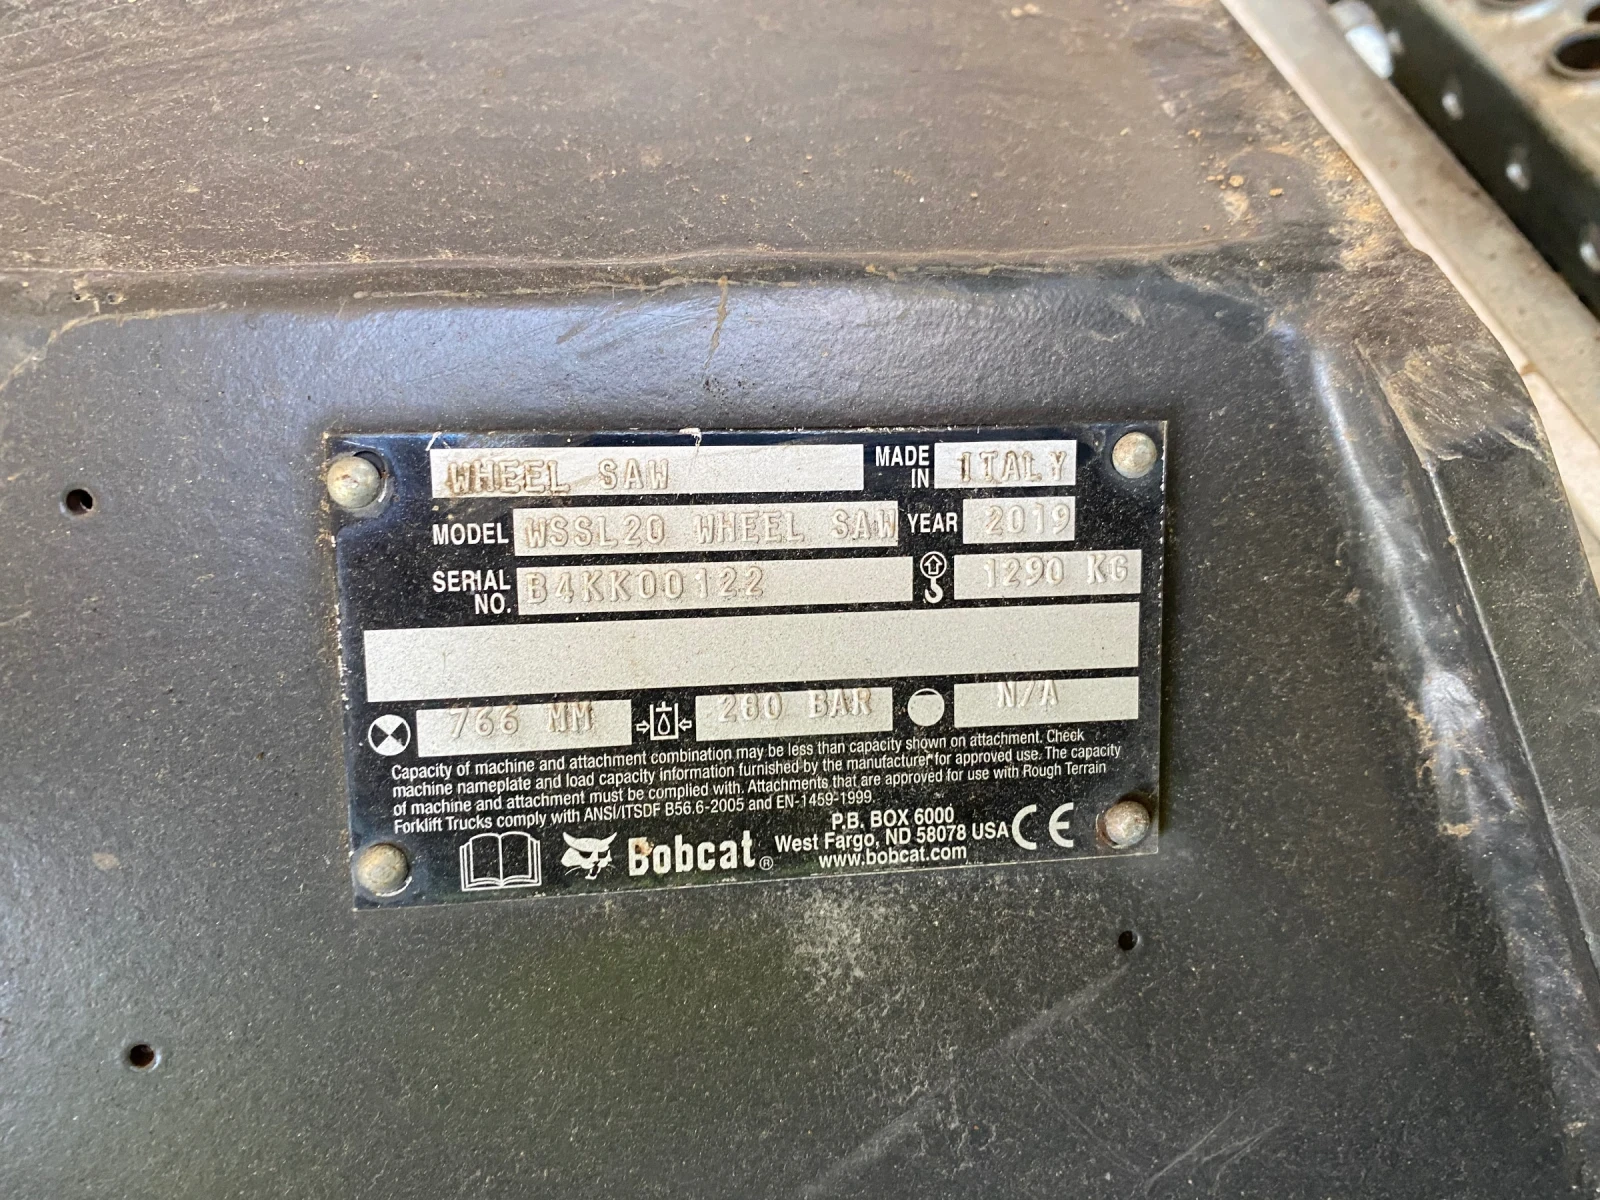 WHEEL SAW MADE IN ITALY
MODEL WSSL20 WHEEL SAW YEAR 2019
SERIAL NO. B4KK00122 1290 KG
766 MM 280 BAR N/A
Capacity of machine and attachment combination may be less than capacity shown on attachment. Check
machine nameplate and load capacity information furnished by the manufacturer for approved use. The capacity
of machine and attachment must be complied with. Attachments that are approved for use with Rough Terrain
Forklift Trucks comply with ANSI/ITSDF B56.6-2005 and EN-1459-1999.
Bobcat®
P.B. BOX 6000
West Fargo, ND 58078 USA
www.bobcat.com
CE